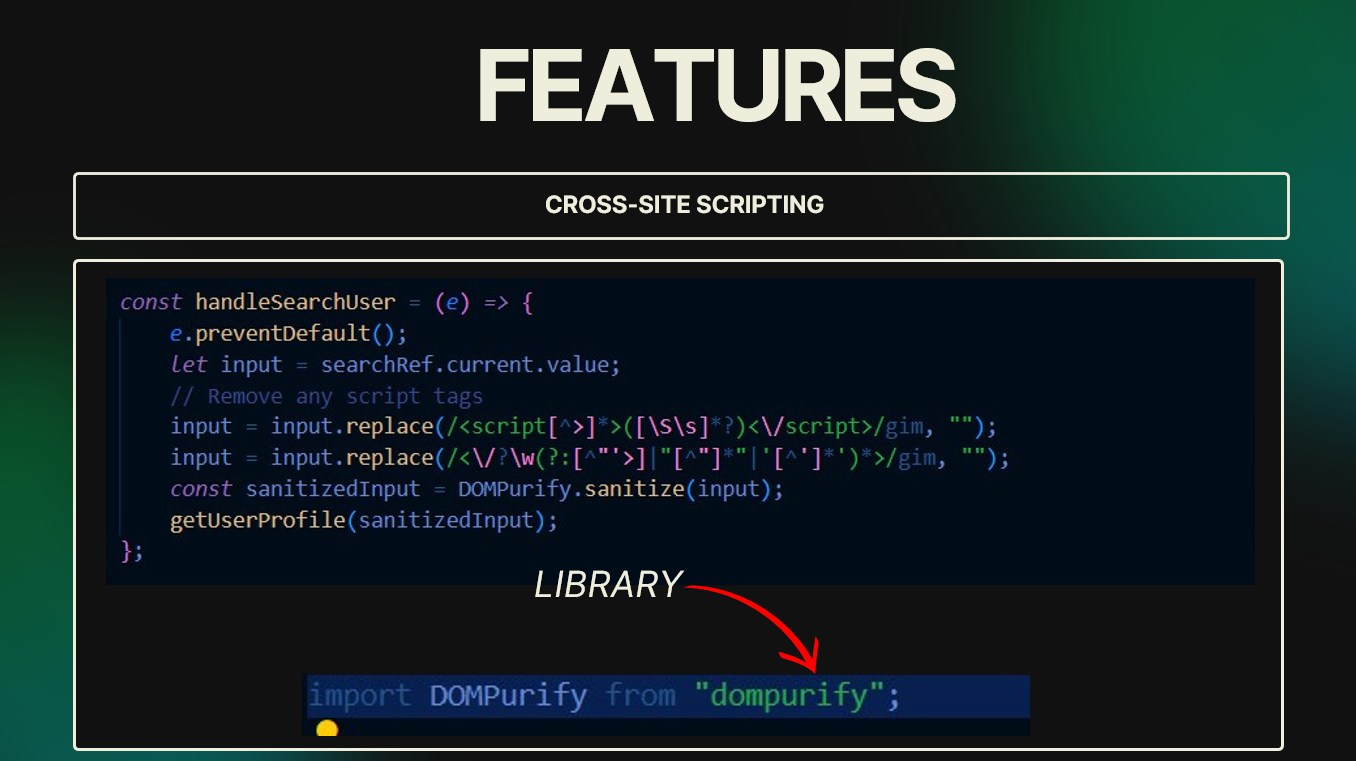 FEATURES
CROSS-SITE SCRIPTING
const handleSearchUser = (e) => {
    e.preventDefault();
    let input = searchRef.current.value;
    // Remove any script tags
    input = input.replace(/<script[^>]*>([\S\s]*?)<\/script>/gim, "");
    input = input.replace(/<\/?\w(?:[^"'>]|"[^"]*"|'[^']*')*>/gim, "");
    const sanitizedInput = DOMPurify.sanitize(input);
    getUserProfile(sanitizedInput);
};
LIBRARY
import DOMPurify from "dompurify";